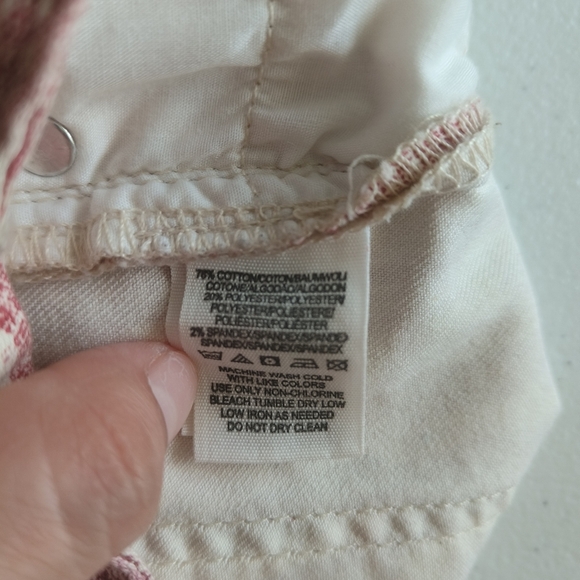 78% COTTON/COTON/BAUMWOLL
COTONE/ALGODÃO/ALGODON
20% POLYESTER/POLYESTER/
POLYESTER/POLIESTERE/
POLIÉSTER/POLIÉSTER
2% SPANDEX/SPANDEX/SPANDEX
SPANDEX/SPANDEX/SPANDEX
MACHINE WASH COLD
WITH LIKE COLORS
USE ONLY NON-CHLORINE
BLEACH TUMBLE DRY LOW
LOW IRON AS NEEDED
DO NOT DRY CLEAN